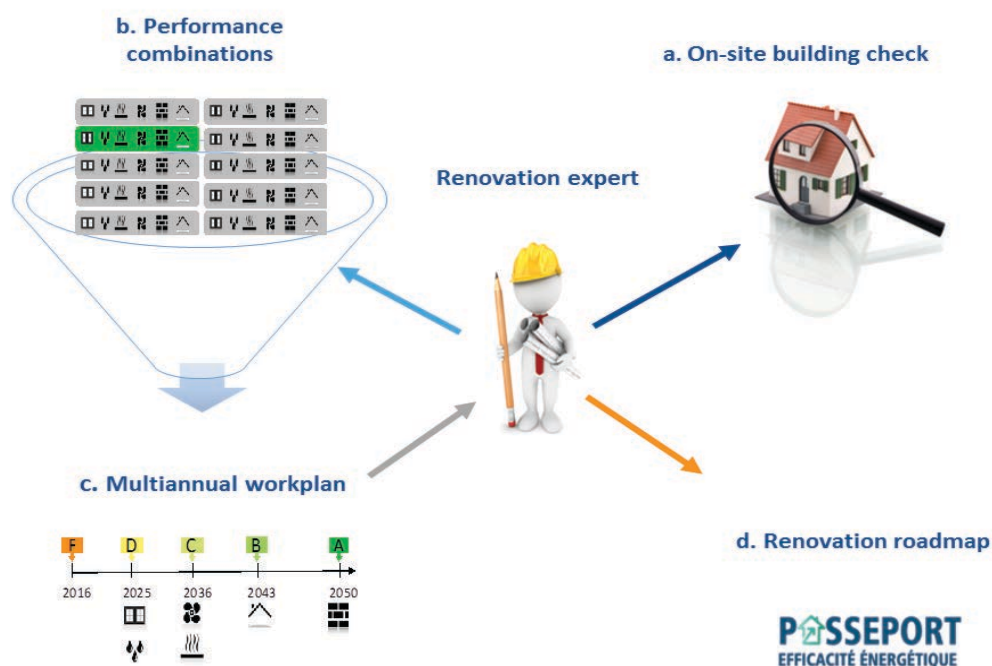 b. Performance
combinations
a. On-site building check
Renovation expert
c. Multiannual workplan
F D C B A
2016 2025 2036 2043 2050
d. Renovation roadmap
PASSEPORT
EFFICACITÉ ÉNERGÉTIQUE